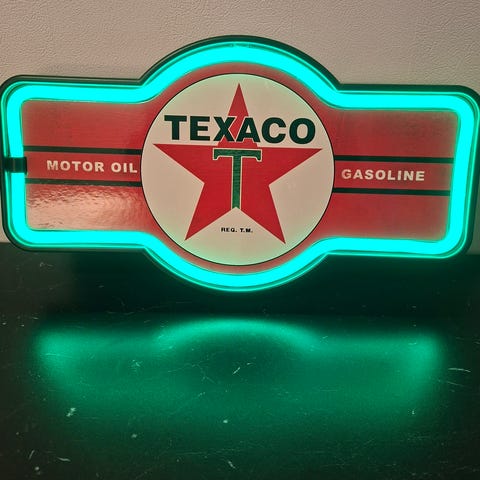 TEXACO
T
MOTOR OIL
GASOLINE
REG. T.M.